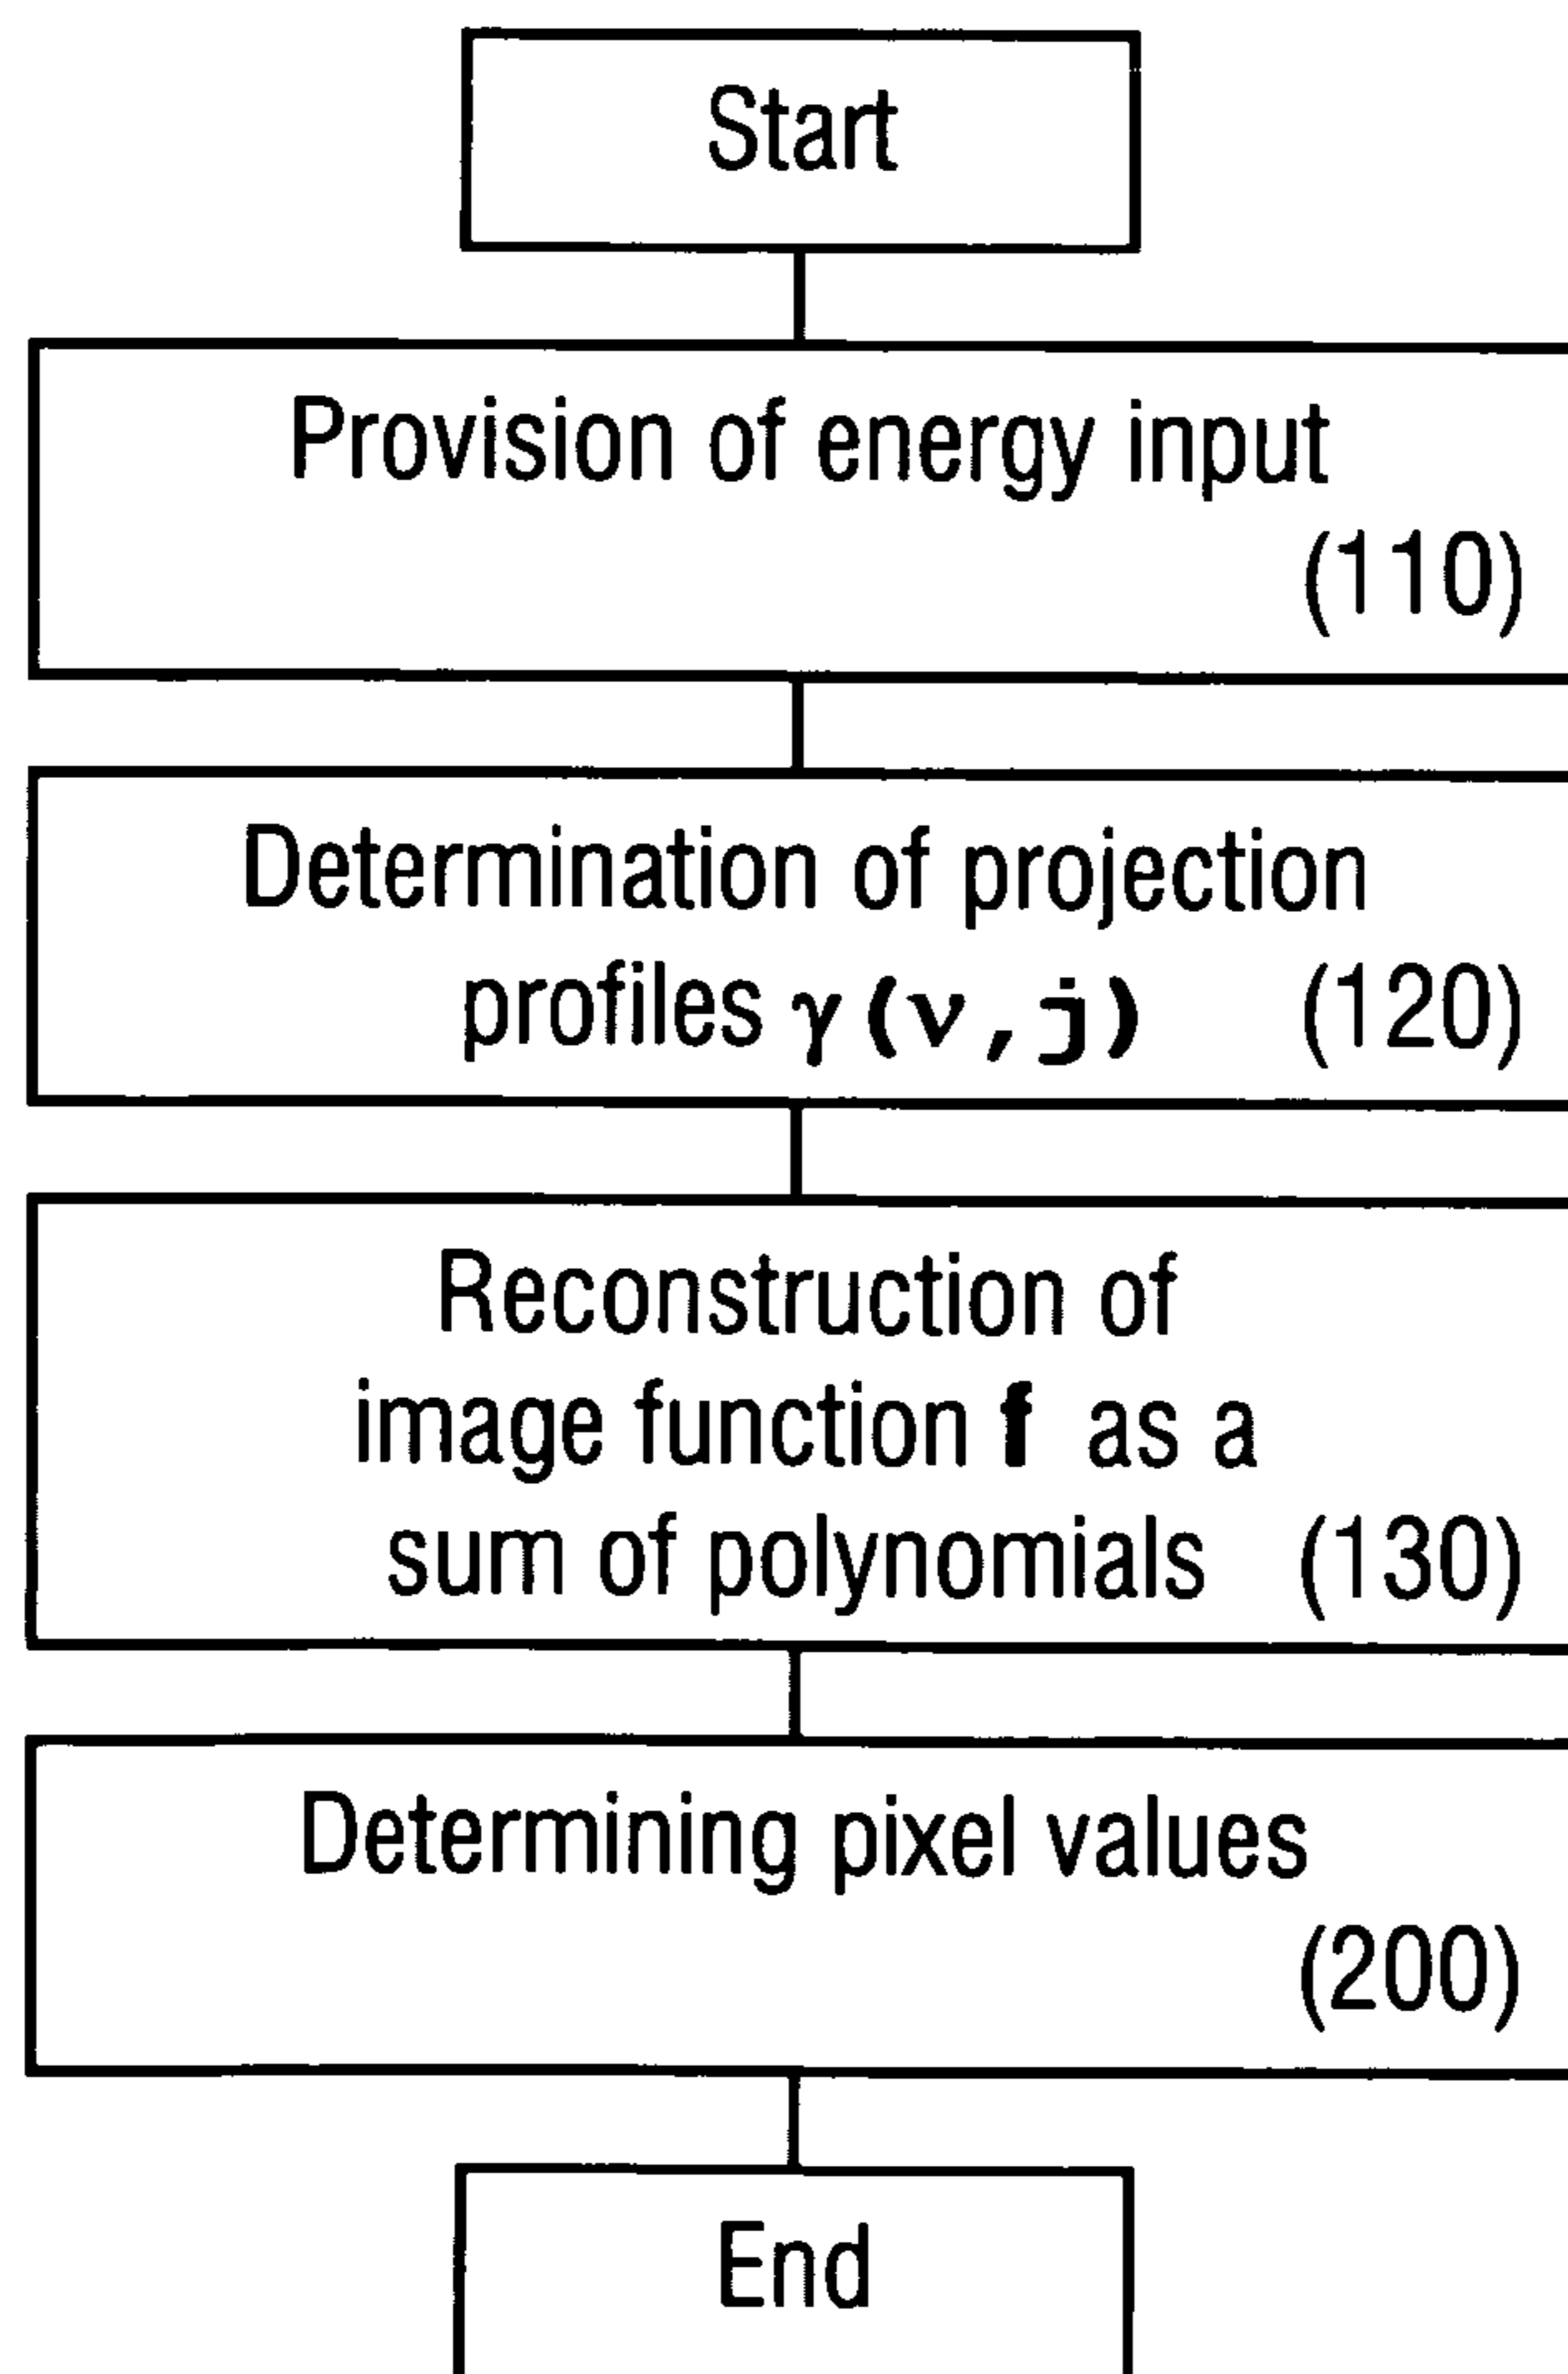 Start
Provision of energy input
(110)
Determination of projection
profiles γ(ν,j) (120)
Reconstruction of
image function f as a
sum of polynomials (130)
Determining pixel values
(200)
End